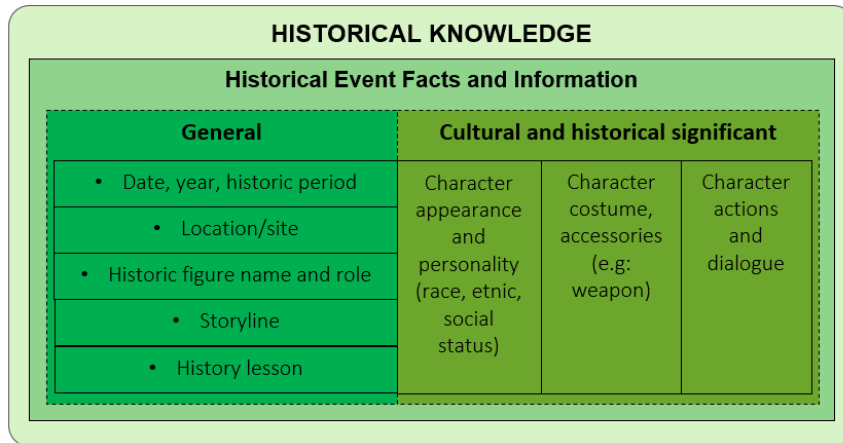 HISTORICAL KNOWLEDGE
Historical Event Facts and Information
General
• Date, year, historic period
• Location/site
• Historic figure name and role
• Storyline
• History lesson
Cultural and historical significant
Character
appearance
and
personality
(race, etnic,
social
status)
Character
costume,
accessories
(e.g:
weapon)
Character
actions
and
dialogue